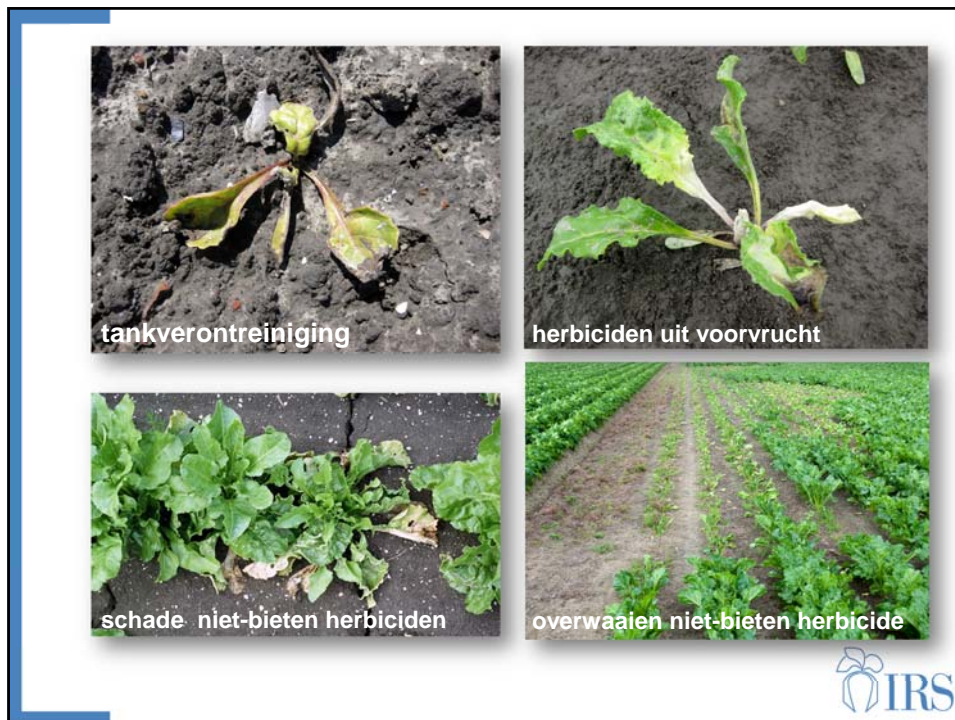 tankverontreiniging
herbiciden uit voorvrucht
schade niet-bieten herbiciden
overwaaien niet-bieten herbicide
IRS